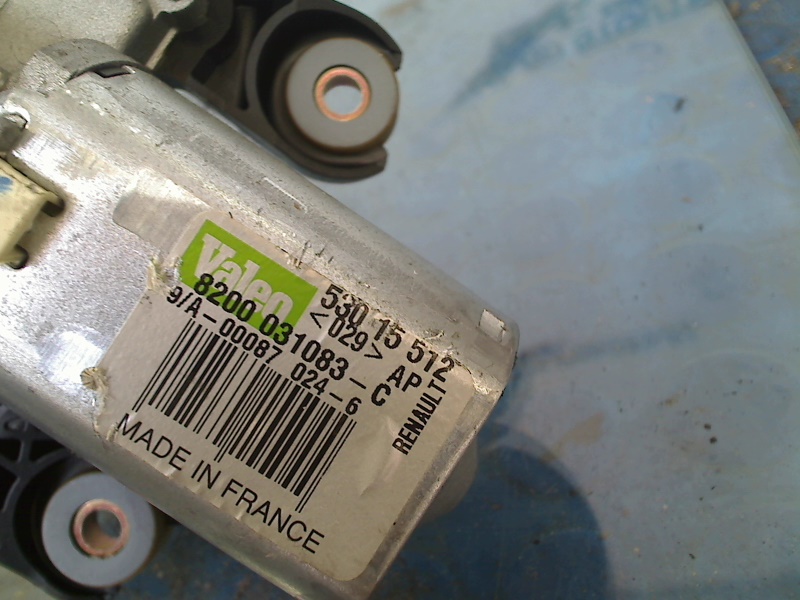 Valeo
530 15 512
<029> AP
8200 031083-C
9/A-00087 024-6
RENAULT
MADE IN FRANCE